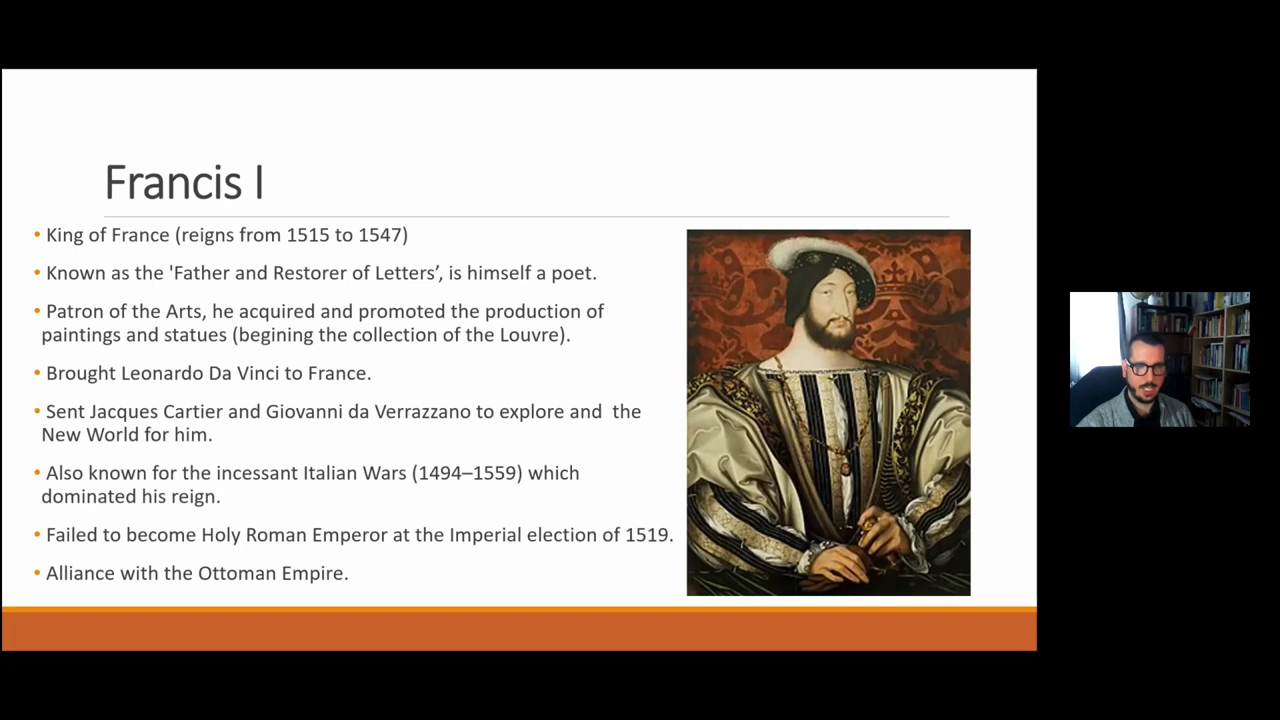 Francis I
• King of France (reigns from 1515 to 1547)
• Known as the 'Father and Restorer of Letters’, is himself a poet.
• Patron of the Arts, he acquired and promoted the production of
paintings and statues (begining the collection of the Louvre).
• Brought Leonardo Da Vinci to France.
• Sent Jacques Cartier and Giovanni da Verrazzano to explore and  the
New World for him.
• Also known for the incessant Italian Wars (1494–1559) which
dominated his reign.
• Failed to become Holy Roman Emperor at the Imperial election of 1519.
• Alliance with the Ottoman Empire.